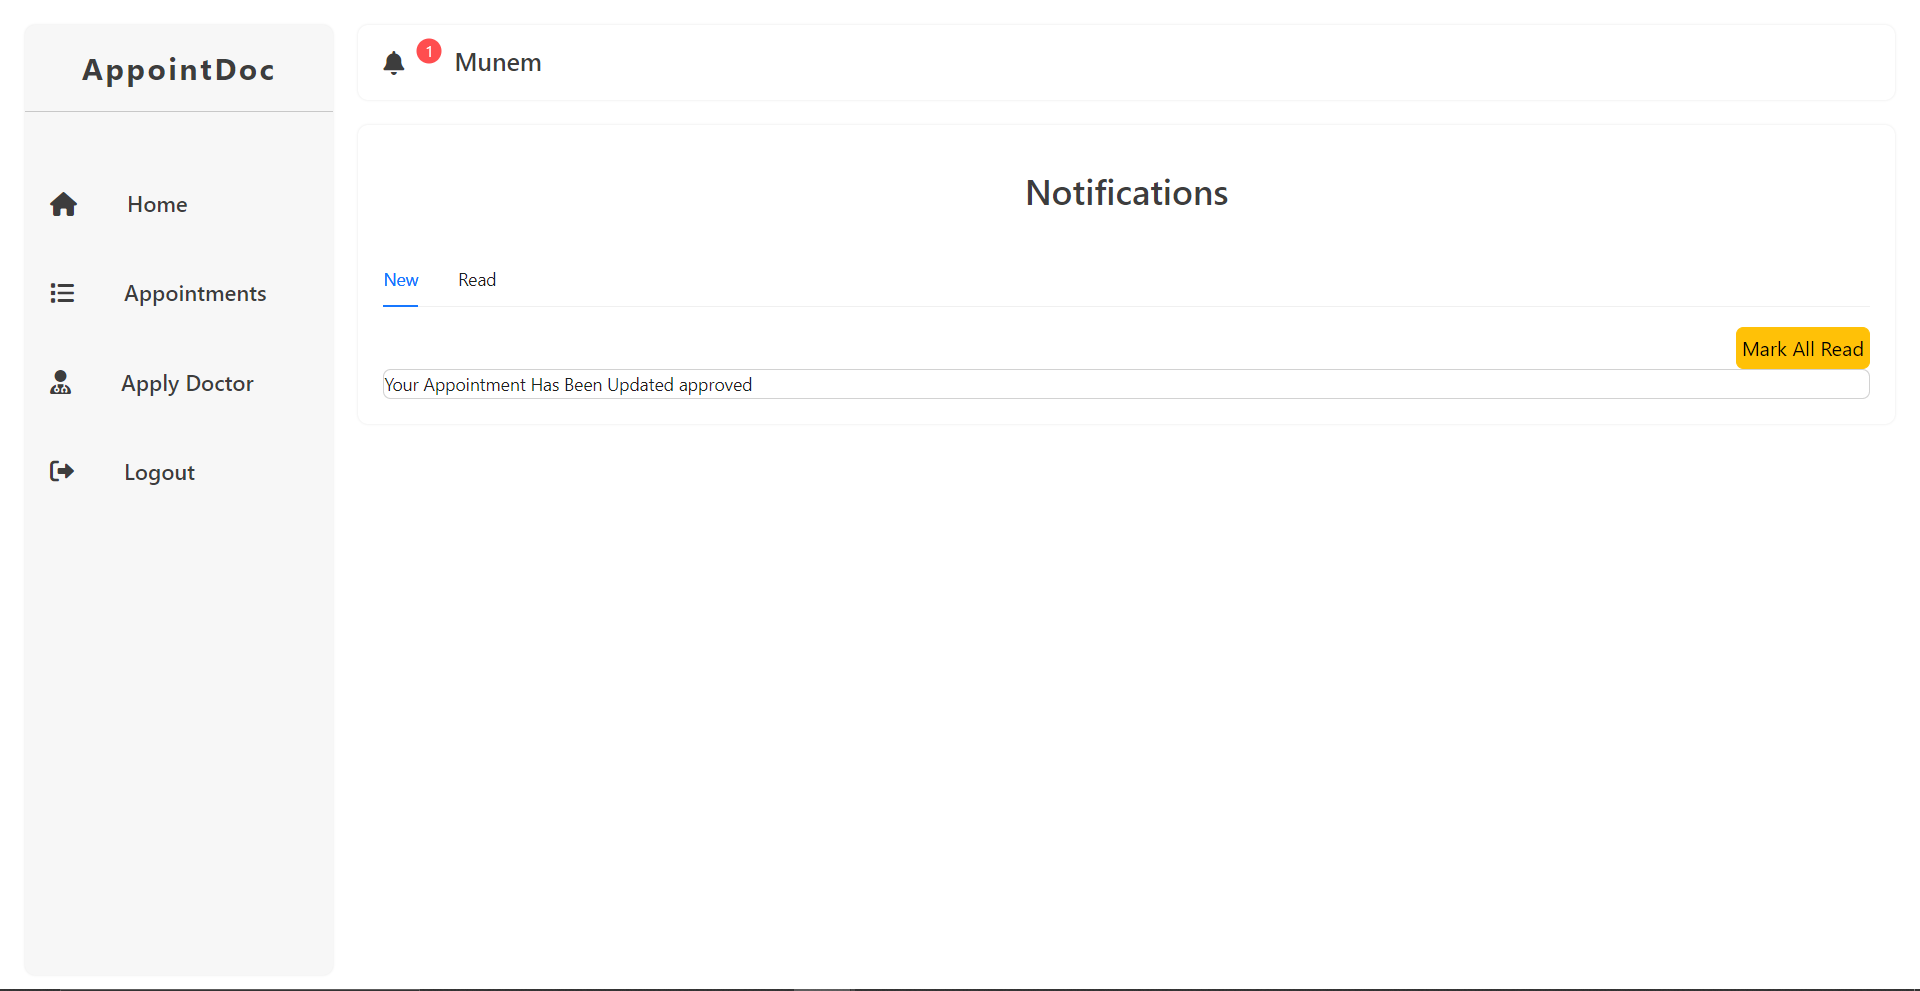 AppointDoc
Home
Appointments
Apply Doctor
Logout
1
Munem
Notifications
New
Read
Mark All Read
Your Appointment Has Been Updated approved